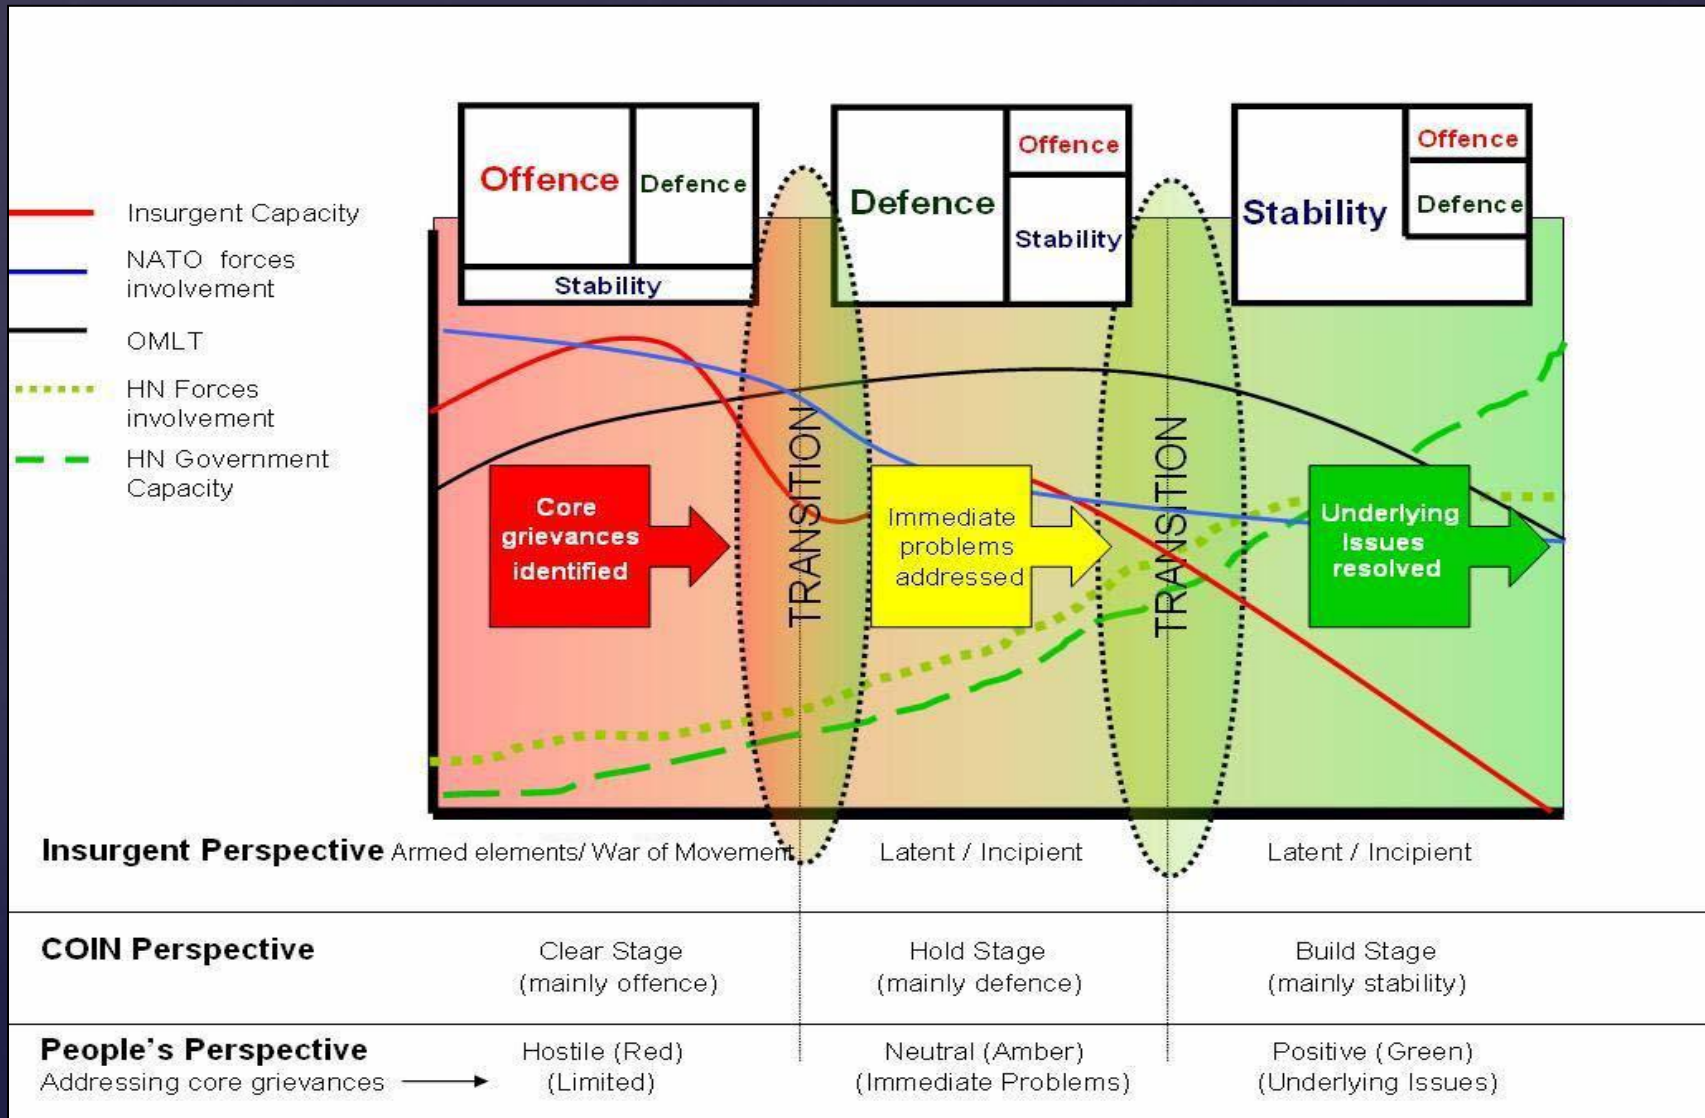 Offence
Defence
Stability
Defence
Offence
Stability
Stability
Offence
Defence
Insurgent Capacity
NATO forces
involvement
OMLT
HN Forces
involvement
HN Government
Capacity
Core
grievances
identified
TRANSITION
Immediate
problems
addressed
TRANSITION
Underlying
Issues
resolved
Insurgent Perspective Armed elements/ War of Movement Latent / Incipient Latent / Incipient
COIN Perspective Clear Stage Hold Stage Build Stage
(mainly offence) (mainly defence) (mainly stability)
People's Perspective Hostile (Red) Neutral (Amber) Positive (Green)
Addressing core grievances (Limited) (Immediate Problems) (Underlying Issues)